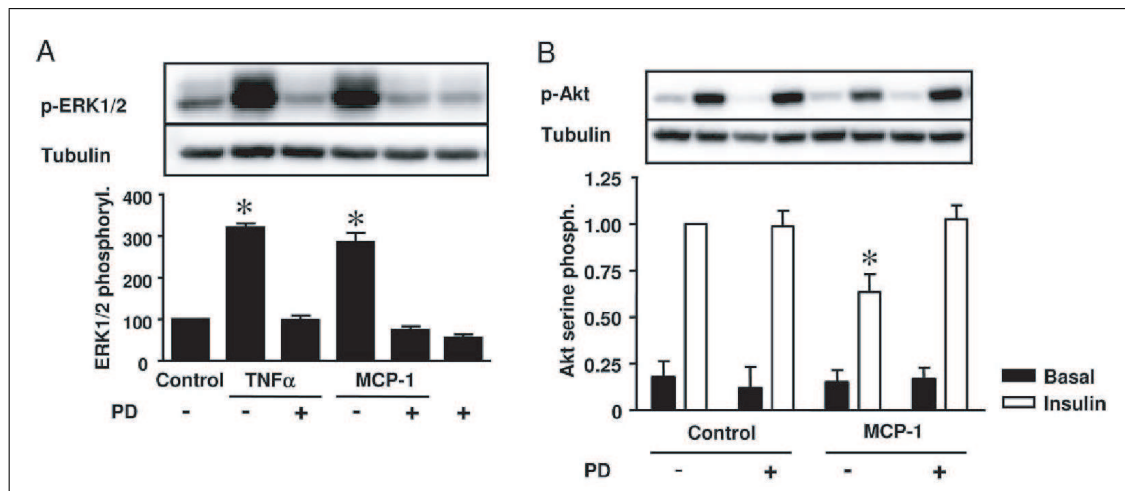 A
p-ERK1/2
Tubulin
ERK1/2 phosphoryl.
400
300
200
100
0
*
*
Control TNFα MCP-1
PD - + - + +
B
p-Akt
Tubulin
Akt serine phosph.
1.25
1.00
0.75
0.50
0.25
0
*
Basal
Insulin
Control MCP-1
PD - + - +